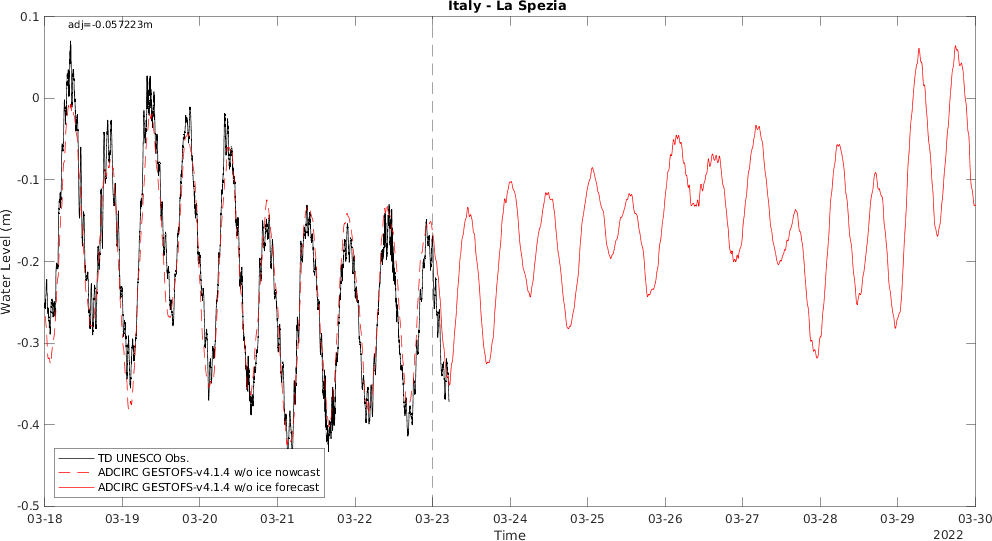 Italy - La Spezia
adj=-0.057223m
0.1
0
-0.1
-0.2
-0.3
-0.4
-0.5
Water Level (m)
TD UNESCO Obs.
ADCIRC GESTOFS-v4.1.4 w/o ice nowcast
ADCIRC GESTOFS-v4.1.4 w/o ice forecast
03-18 03-19 03-20 03-21 03-22 03-23 03-24 03-25 03-26 03-27 03-28 03-29 03-30
Time
2022